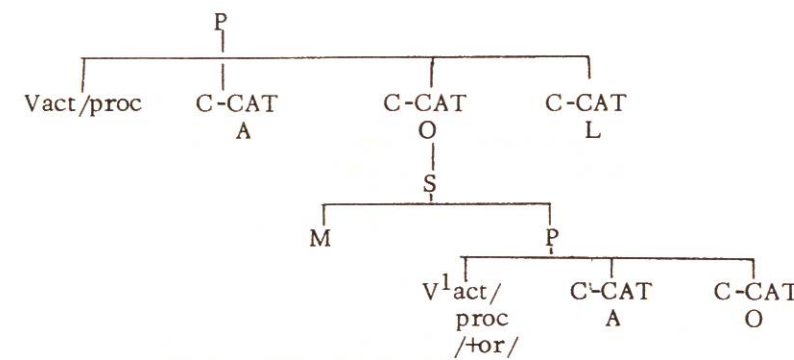 P
Vact/proc C-CAT C-CAT C-CAT
A O L
S
M P
V¹act/ C-CAT C-CAT
proc A O
/+or/